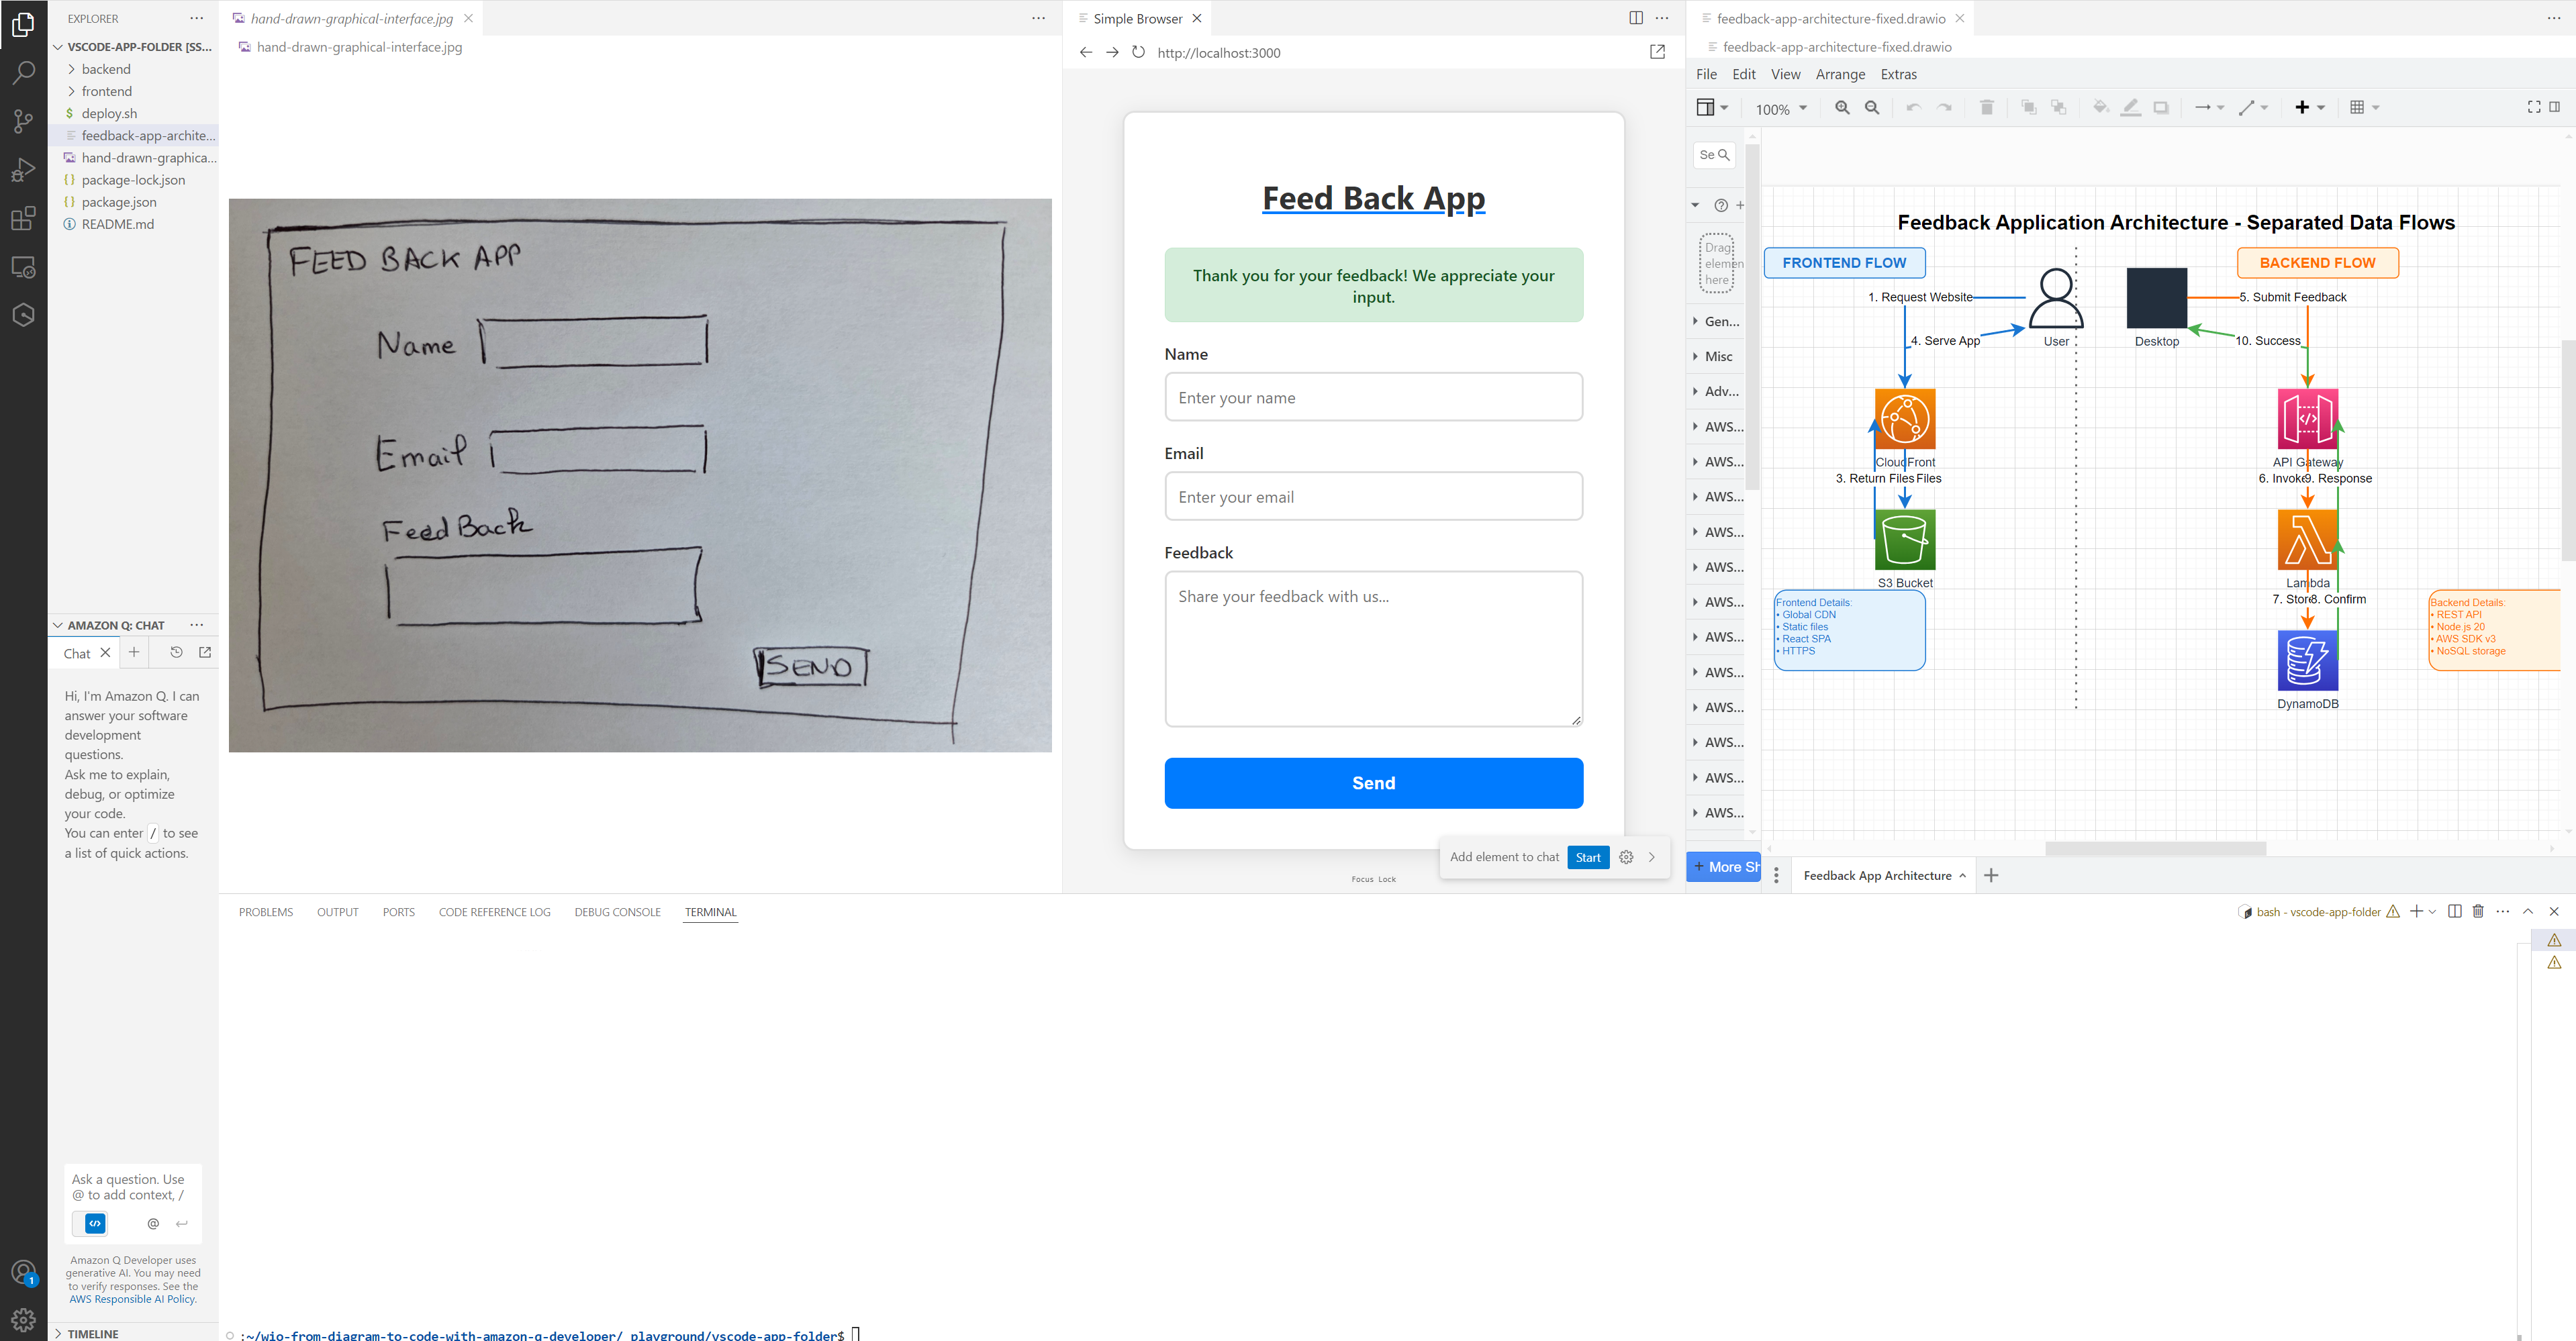 EXPLORER
VSCODE-APP-FOLDER [SS...
backend
frontend
$ deploy.sh
feedback-app-archite...
hand-drawn-graphica...
{} package-lock.json
{} package.json
README.md
AMAZON Q: CHAT
Chat
Hi, I'm Amazon Q. I can
answer your software
development
questions.
Ask me to explain,
debug, or optimize
your code.
You can enter / to see
a list of quick actions.
Ask a question. Use
@ to add context, /
@
Amazon Q Developer uses
generative AI. You may need
to verify responses. See the
AWS Responsible AI Policy.
1
TIMELINE
hand-drawn-graphical-interface.jpg
hand-drawn-graphical-interface.jpg
FEED BACK APP
Name
Email
FeedBack
SEND
Simple Browser
http://localhost:3000
Feed Back App
Thank you for your feedback! We appreciate your
input.
Name
Enter your name
Email
Enter your email
Feedback
Share your feedback with us...
Send
Add element to chat Start
Focus Lock
feedback-app-architecture-fixed.drawio
feedback-app-architecture-fixed.drawio
File Edit View Arrange Extras
100%
Se
Drag
elemen
here
Gen...
Misc
Adv...
AWS...
AWS...
AWS...
AWS...
AWS...
AWS...
AWS...
AWS...
AWS...
AWS...
AWS...
AWS...
+ More Sh
Feedback Application Architecture - Separated Data Flows
FRONTEND FLOW
BACKEND FLOW
1. Request Website
5. Submit Feedback
4. Serve App
User
Desktop
10. Success
CloudFront
API Gateway
3. Return Files Files
6. Invoke 9. Response
S3 Bucket
Lambda
7. Store 8. Confirm
Frontend Details:
• Global CDN
• Static files
• React SPA
• HTTPS
Backend Details:
• REST API
• Node.js 20
• AWS SDK v3
• NoSQL storage
DynamoDB
Feedback App Architecture
PROBLEMS OUTPUT PORTS CODE REFERENCE LOG DEBUG CONSOLE TERMINAL
bash - vscode-app-folder
:~/wio-from-diagram-to-code-with-amazon-q-developer/_playground/vscode-app-folder$